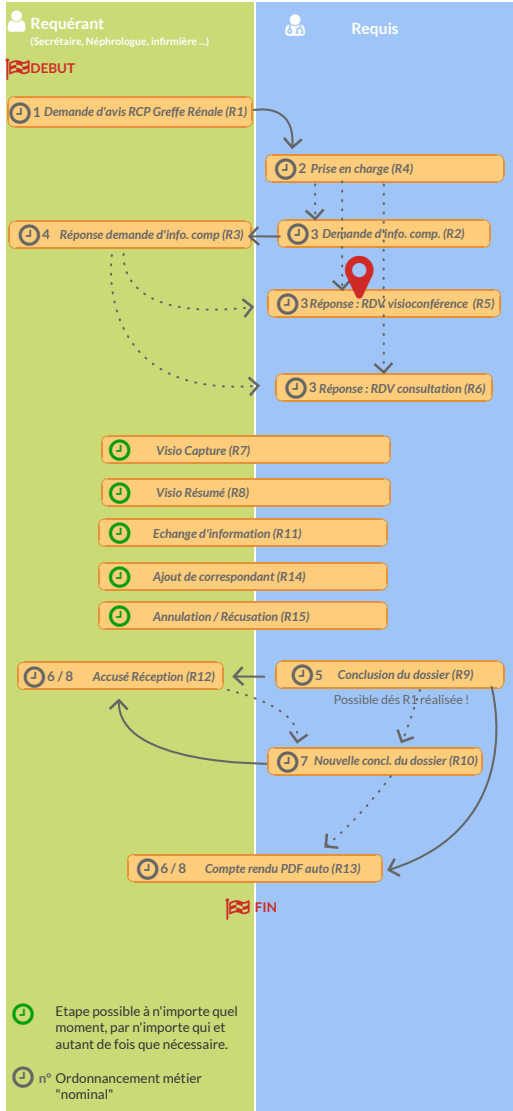 Requérant
(Secrétaire, Néphrologue, Infirmière ...)
Requis
DEBUT
1 Demande d'avis RCP Greffe Rénale (R1)
2 Prise en charge (R4)
4 Réponse demande d'info. comp (R3)
3 Demande d'info. comp. (R2)
3 Réponse : RDV visioconférence (R5)
3 Réponse : RDV consultation (R6)
Visio Capture (R7)
Visio Résumé (R8)
Echange d'information (R11)
Ajout de correspondant (R14)
Annulation / Récusation (R15)
6 / 8 Accusé Réception (R12)
5 Conclusion du dossier (R9)
Possible dés R1 réalisée !
7 Nouvelle concl. du dossier (R10)
6 / 8 Compte rendu PDF auto (R13)
FIN
Etape possible à n'importe quel
moment, par n'importe qui et
autant de fois que nécessaire.
n° Ordonnancement métier
"nominal"